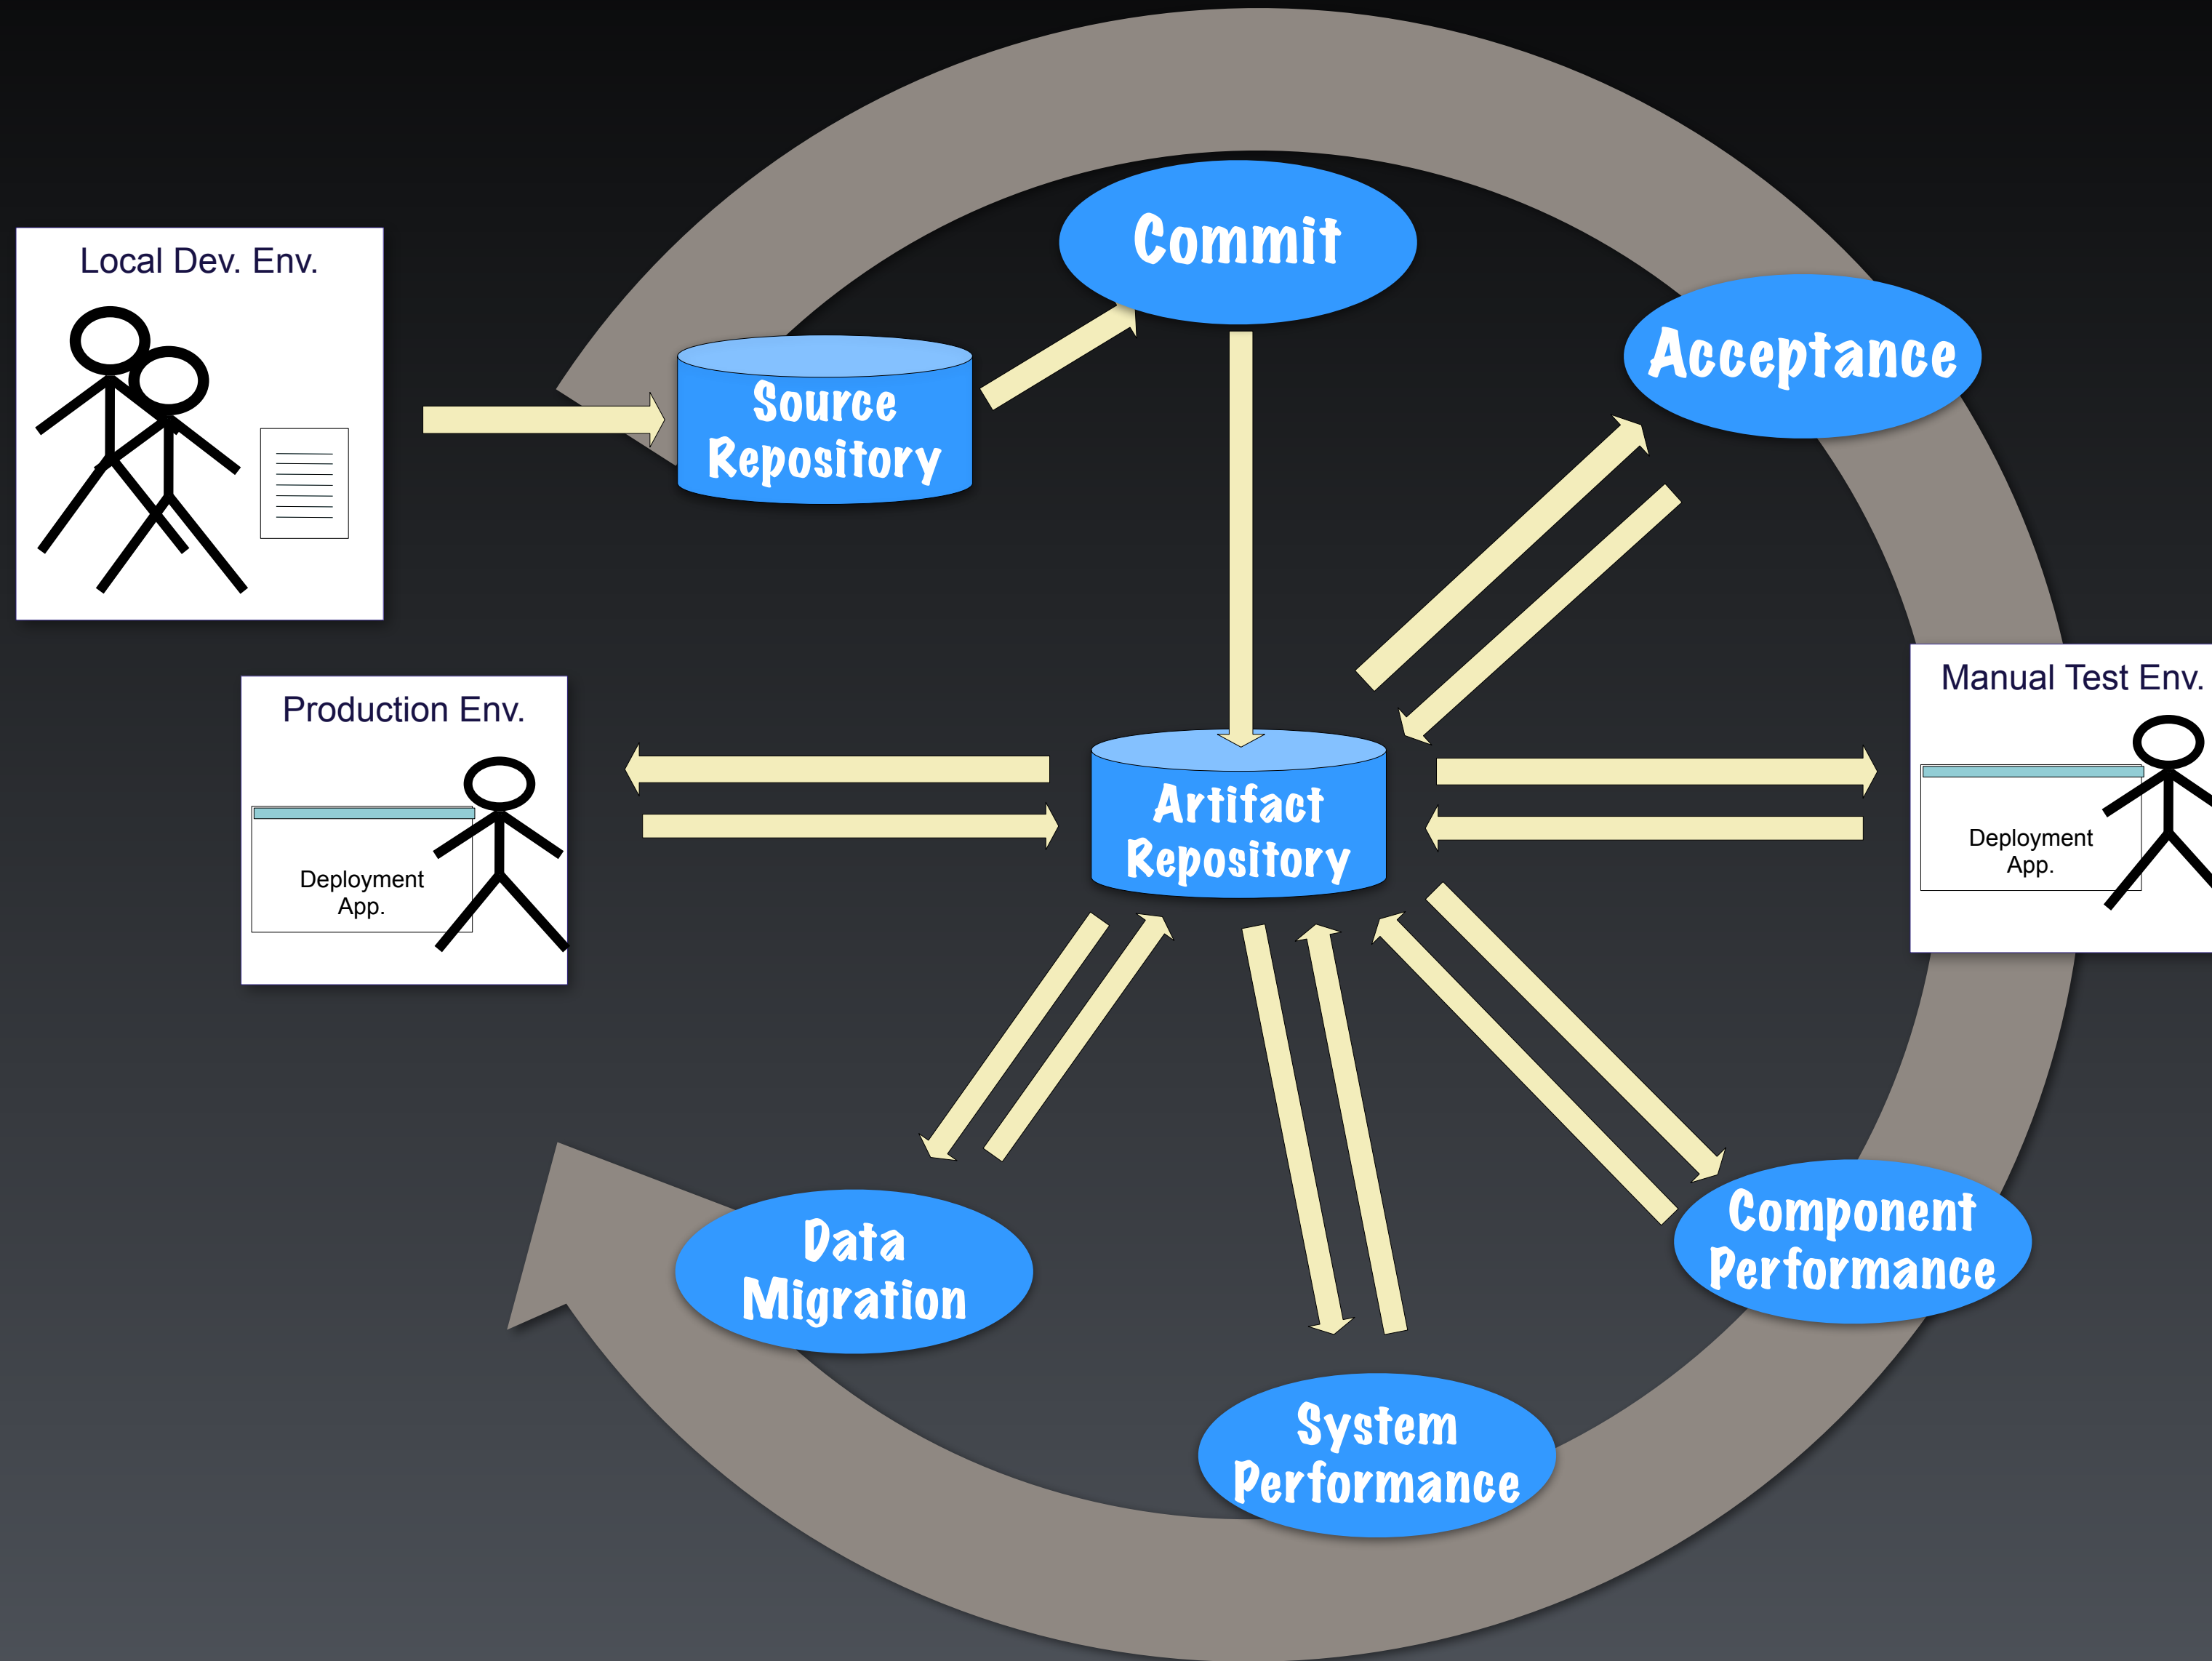 Commit
Local Dev. Env.
Acceptance
Source
Repository
Manual Test Env.
Production Env.
Artifact
Repository
Deployment
App.
Deployment
App.
Component
Performance
Data
Migration
System
Performance